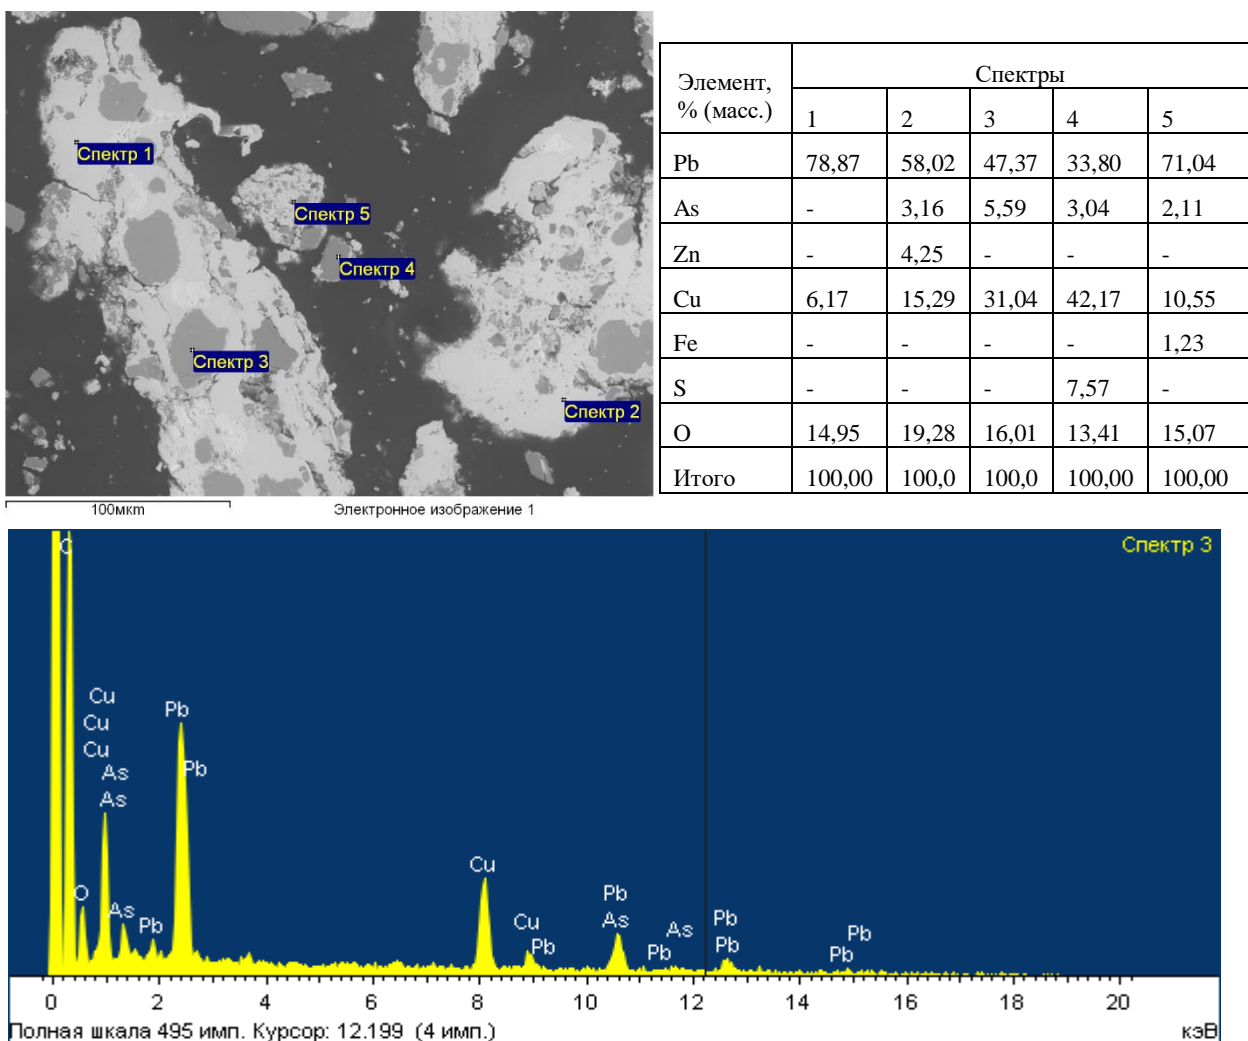 Спектр 1
Спектр 5
Спектр 4
Спектр 3
Спектр 2
100мкm Электронное изображение 1
Элемент, % (масс.) Спектры
1 2 3 4 5
Pb 78,87 58,02 47,37 33,80 71,04
As - 3,16 5,59 3,04 2,11
Zn - 4,25 - - -
Cu 6,17 15,29 31,04 42,17 10,55
Fe - - - - 1,23
S - - - 7,57 -
O 14,95 19,28 16,01 13,41 15,07
Итого 100,00 100,0 100,0 100,00 100,00
Спектр 3
C
Cu
Cu
Cu
As
As
O
As
Pb
Pb
Pb
Cu
Cu
Pb
Pb
As
Pb
As
Pb
Pb
Pb
Pb
0 2 4 6 8 10 12 14 16 18 20
Полная шкала 495 имп. Курсор: 12.199 (4 имп.) кэВ